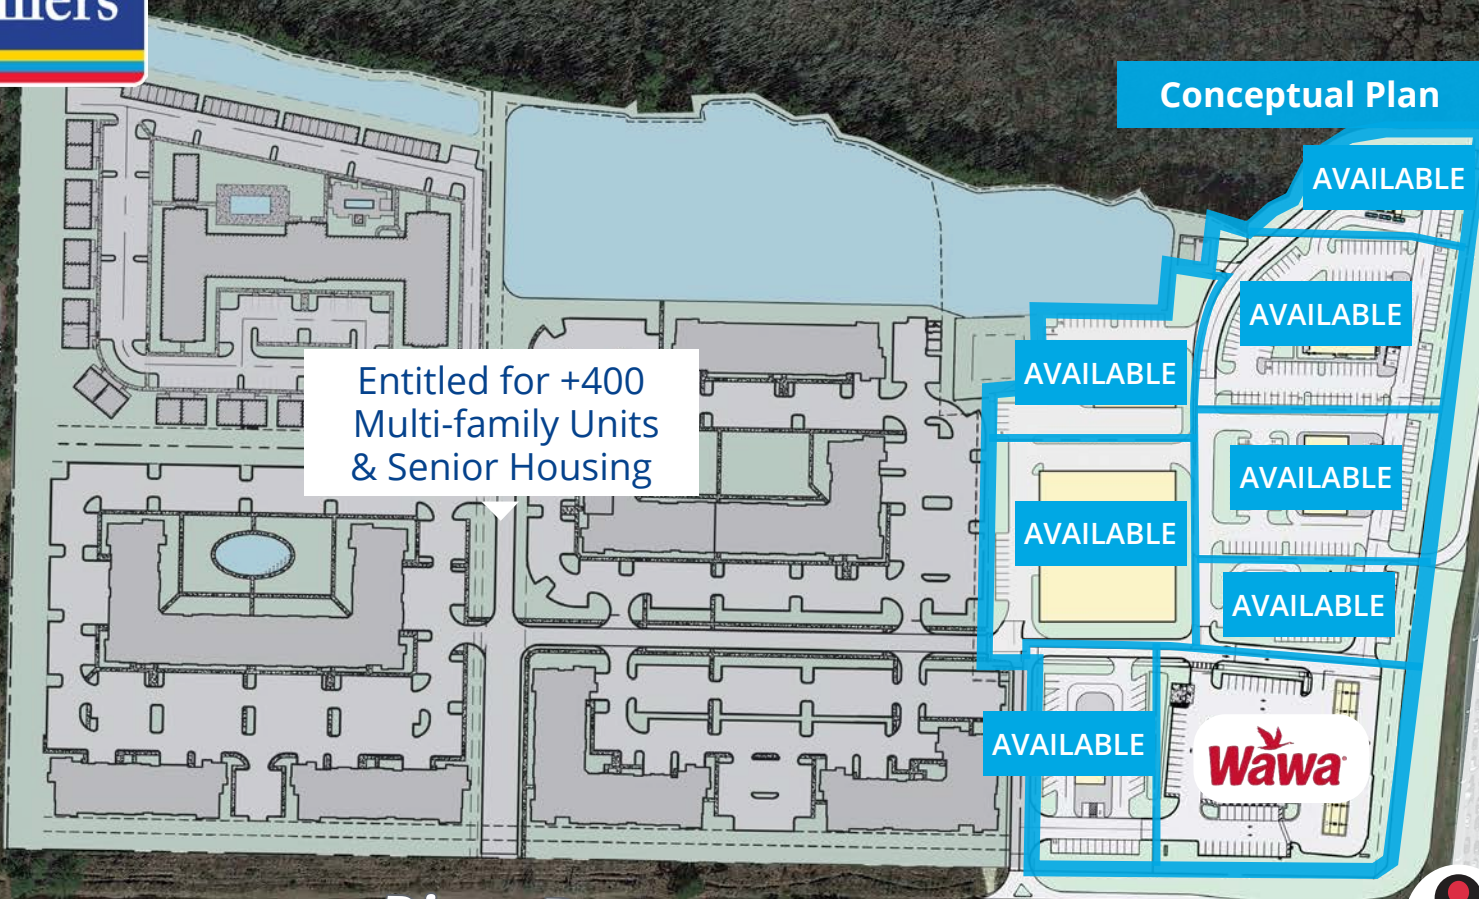 Conceptual Plan
AVAILABLE
AVAILABLE
AVAILABLE
Entitled for +400
Multi-family Units
& Senior Housing
AVAILABLE
AVAILABLE
AVAILABLE
AVAILABLE
Wawa